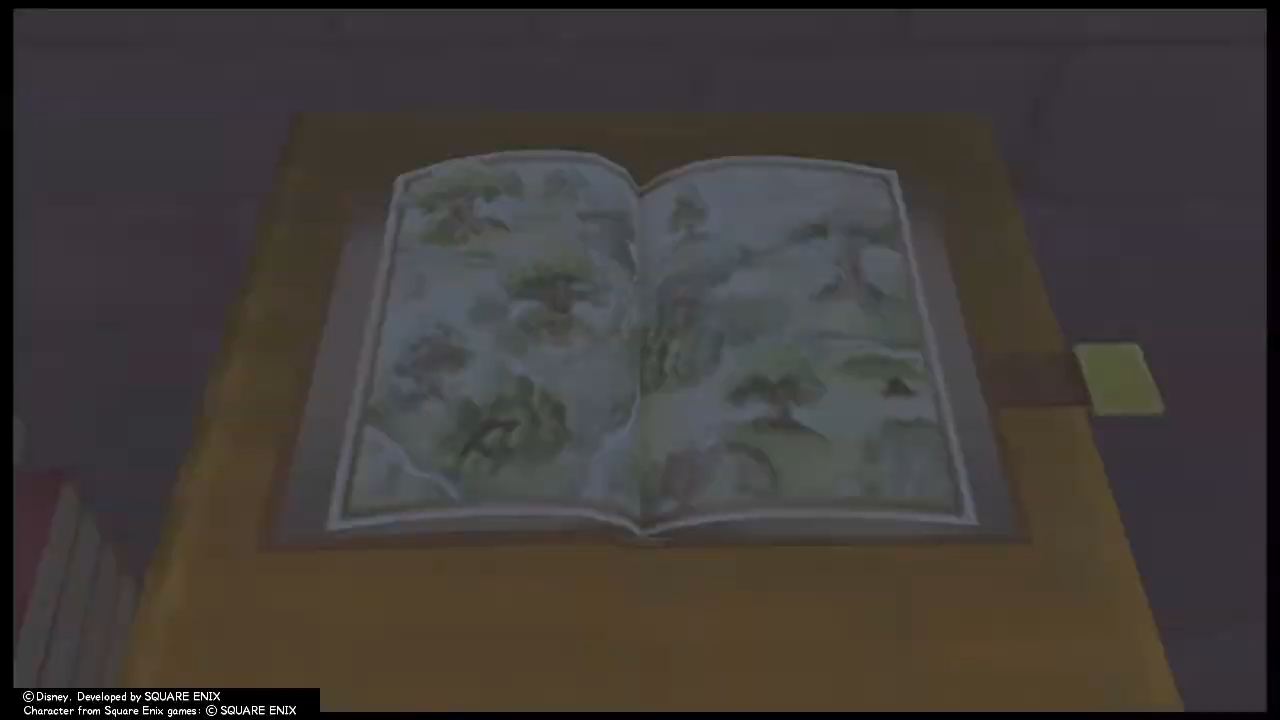 ©Disney. Developed by SQUARE ENIX
Character from Square Enix games: © SQUARE ENIX